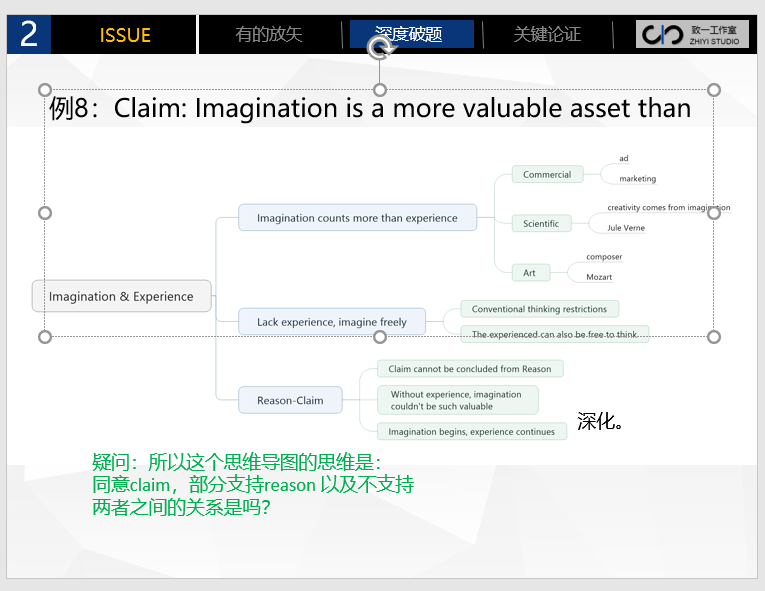 2
ISSUE
有的放矢
深度破题
关键论证
致一工作室
ZHIYI STUDIO
例8：Claim: Imagination is a more valuable asset than
Imagination & Experience
Imagination counts more than experience
Commercial
ad
marketing
Scientific
creativity comes from imagination
Jule Verne
Art
composer
Mozart
Lack experience, imagine freely
Conventional thinking restrictions
The experienced can also be free to think
Reason-Claim
Claim cannot be concluded from Reason
Without experience, imagination
couldn't be such valuable
Imagination begins, experience continues
深化。
疑问：所以这个思维导图的思维是：
同意claim，部分支持reason 以及不支持
两者之间的关系是吗？